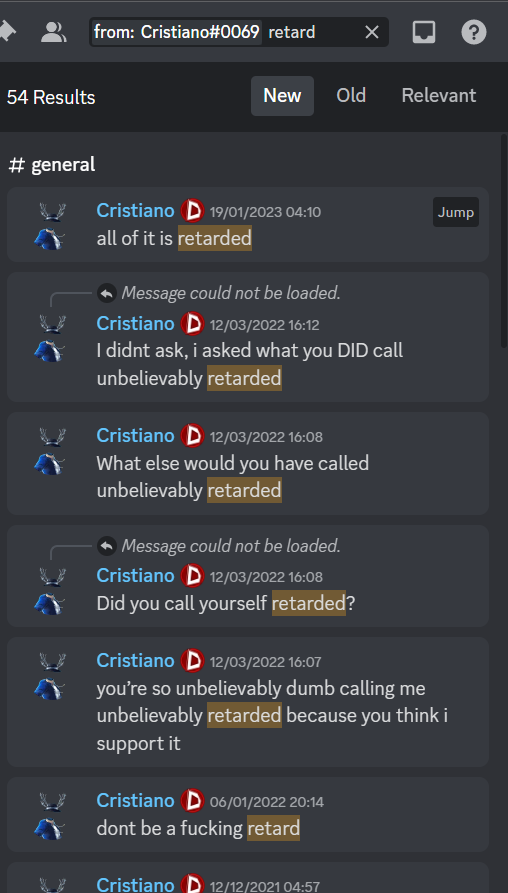 from: Cristiano#0069 retard
54 Results
New Old Relevant
# general
Cristiano 19/01/2023 04:10
Jump
all of it is retarded
Message could not be loaded.
Cristiano 12/03/2022 16:12
I didnt ask, i asked what you DID call
unbelievably retarded
Cristiano 12/03/2022 16:08
What else would you have called
unbelievably retarded
Message could not be loaded.
Cristiano 12/03/2022 16:08
Did you call yourself retarded?
Cristiano 12/03/2022 16:07
you’re so unbelievably dumb calling me
unbelievably retarded because you think i
support it
Cristiano 06/01/2022 20:14
dont be a fucking retard
Cristiano 12/12/2021 04:57